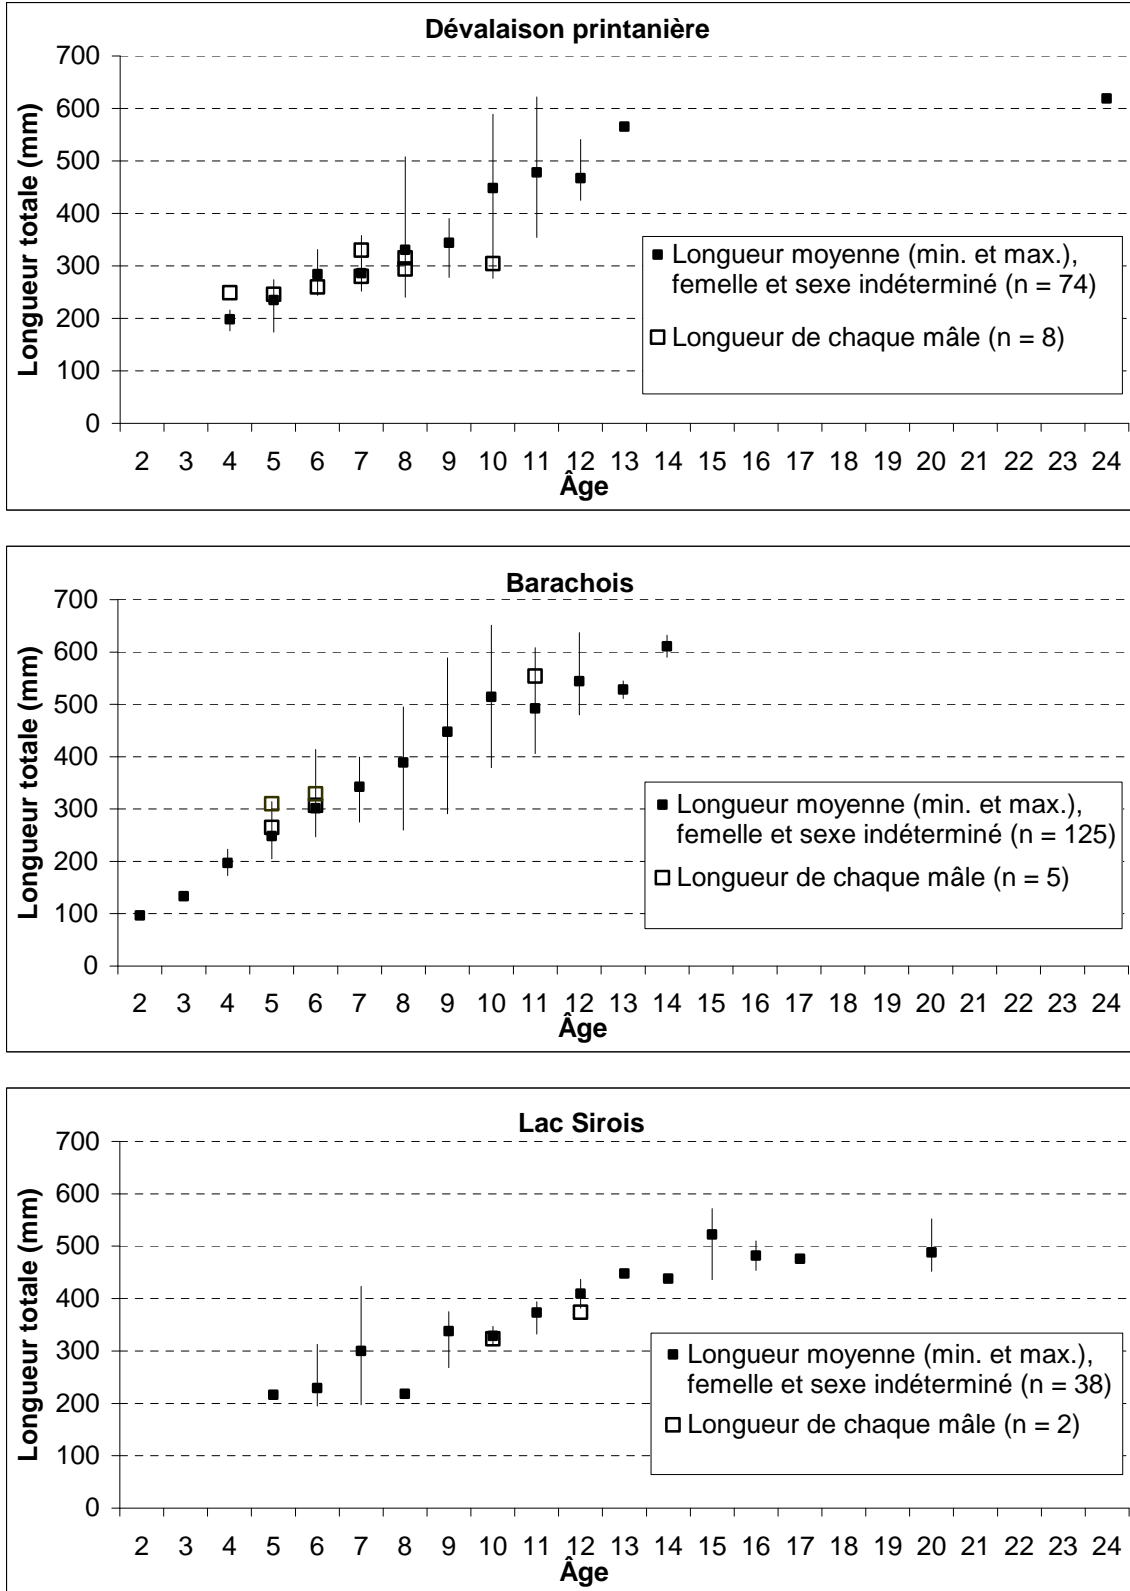 Dévalaison printanière
Longueur totale (mm)
700
600
500
400
300
200
100
0
Longueur moyenne (min. et max.),
femelle et sexe indéterminé (n = 74)
Longueur de chaque mâle (n = 8)
2 3 4 5 6 7 8 9 10 11 12 13 14 15 16 17 18 19 20 21 22 23 24
Âge
Barachois
Longueur totale (mm)
700
600
500
400
300
200
100
0
Longueur moyenne (min. et max.),
femelle et sexe indéterminé (n = 125)
Longueur de chaque mâle (n = 5)
2 3 4 5 6 7 8 9 10 11 12 13 14 15 16 17 18 19 20 21 22 23 24
Âge
Lac Sirois
Longueur totale (mm)
700
600
500
400
300
200
100
0
Longueur moyenne (min. et max.),
femelle et sexe indéterminé (n = 38)
Longueur de chaque mâle (n = 2)
2 3 4 5 6 7 8 9 10 11 12 13 14 15 16 17 18 19 20 21 22 23 24
Âge